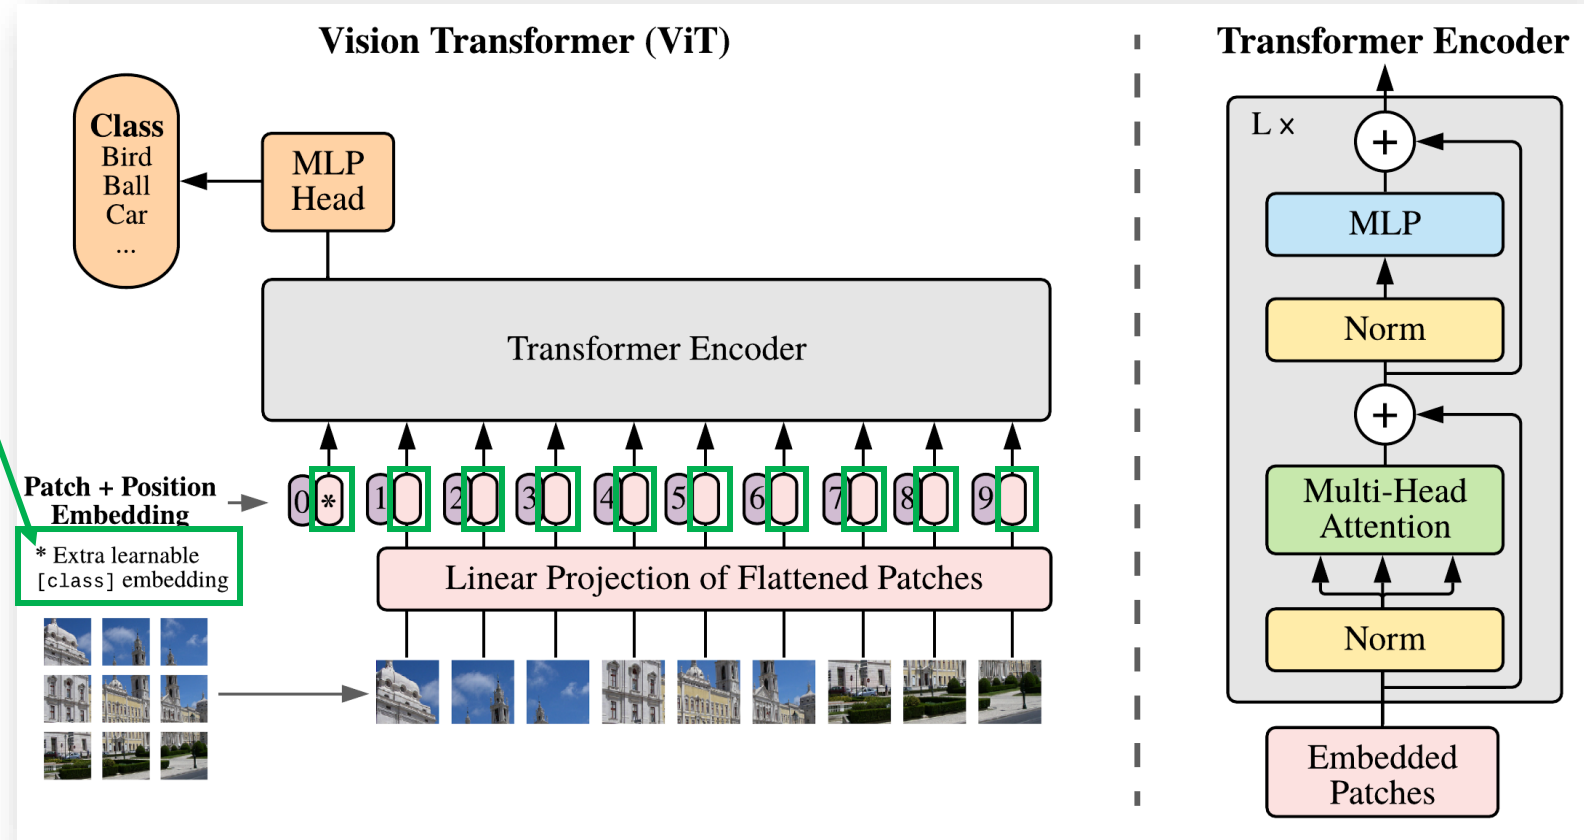 Vision Transformer (ViT)
Class
Bird
Ball
Car
...
MLP
Head
Transformer Encoder
Patch + Position
Embedding
0 * 1 2 3 4 5 6 7 8 9
* Extra learnable
[class] embedding
Linear Projection of Flattened Patches
Transformer Encoder
L ×
+
MLP
Norm
+
Multi-Head
Attention
Norm
Embedded
Patches